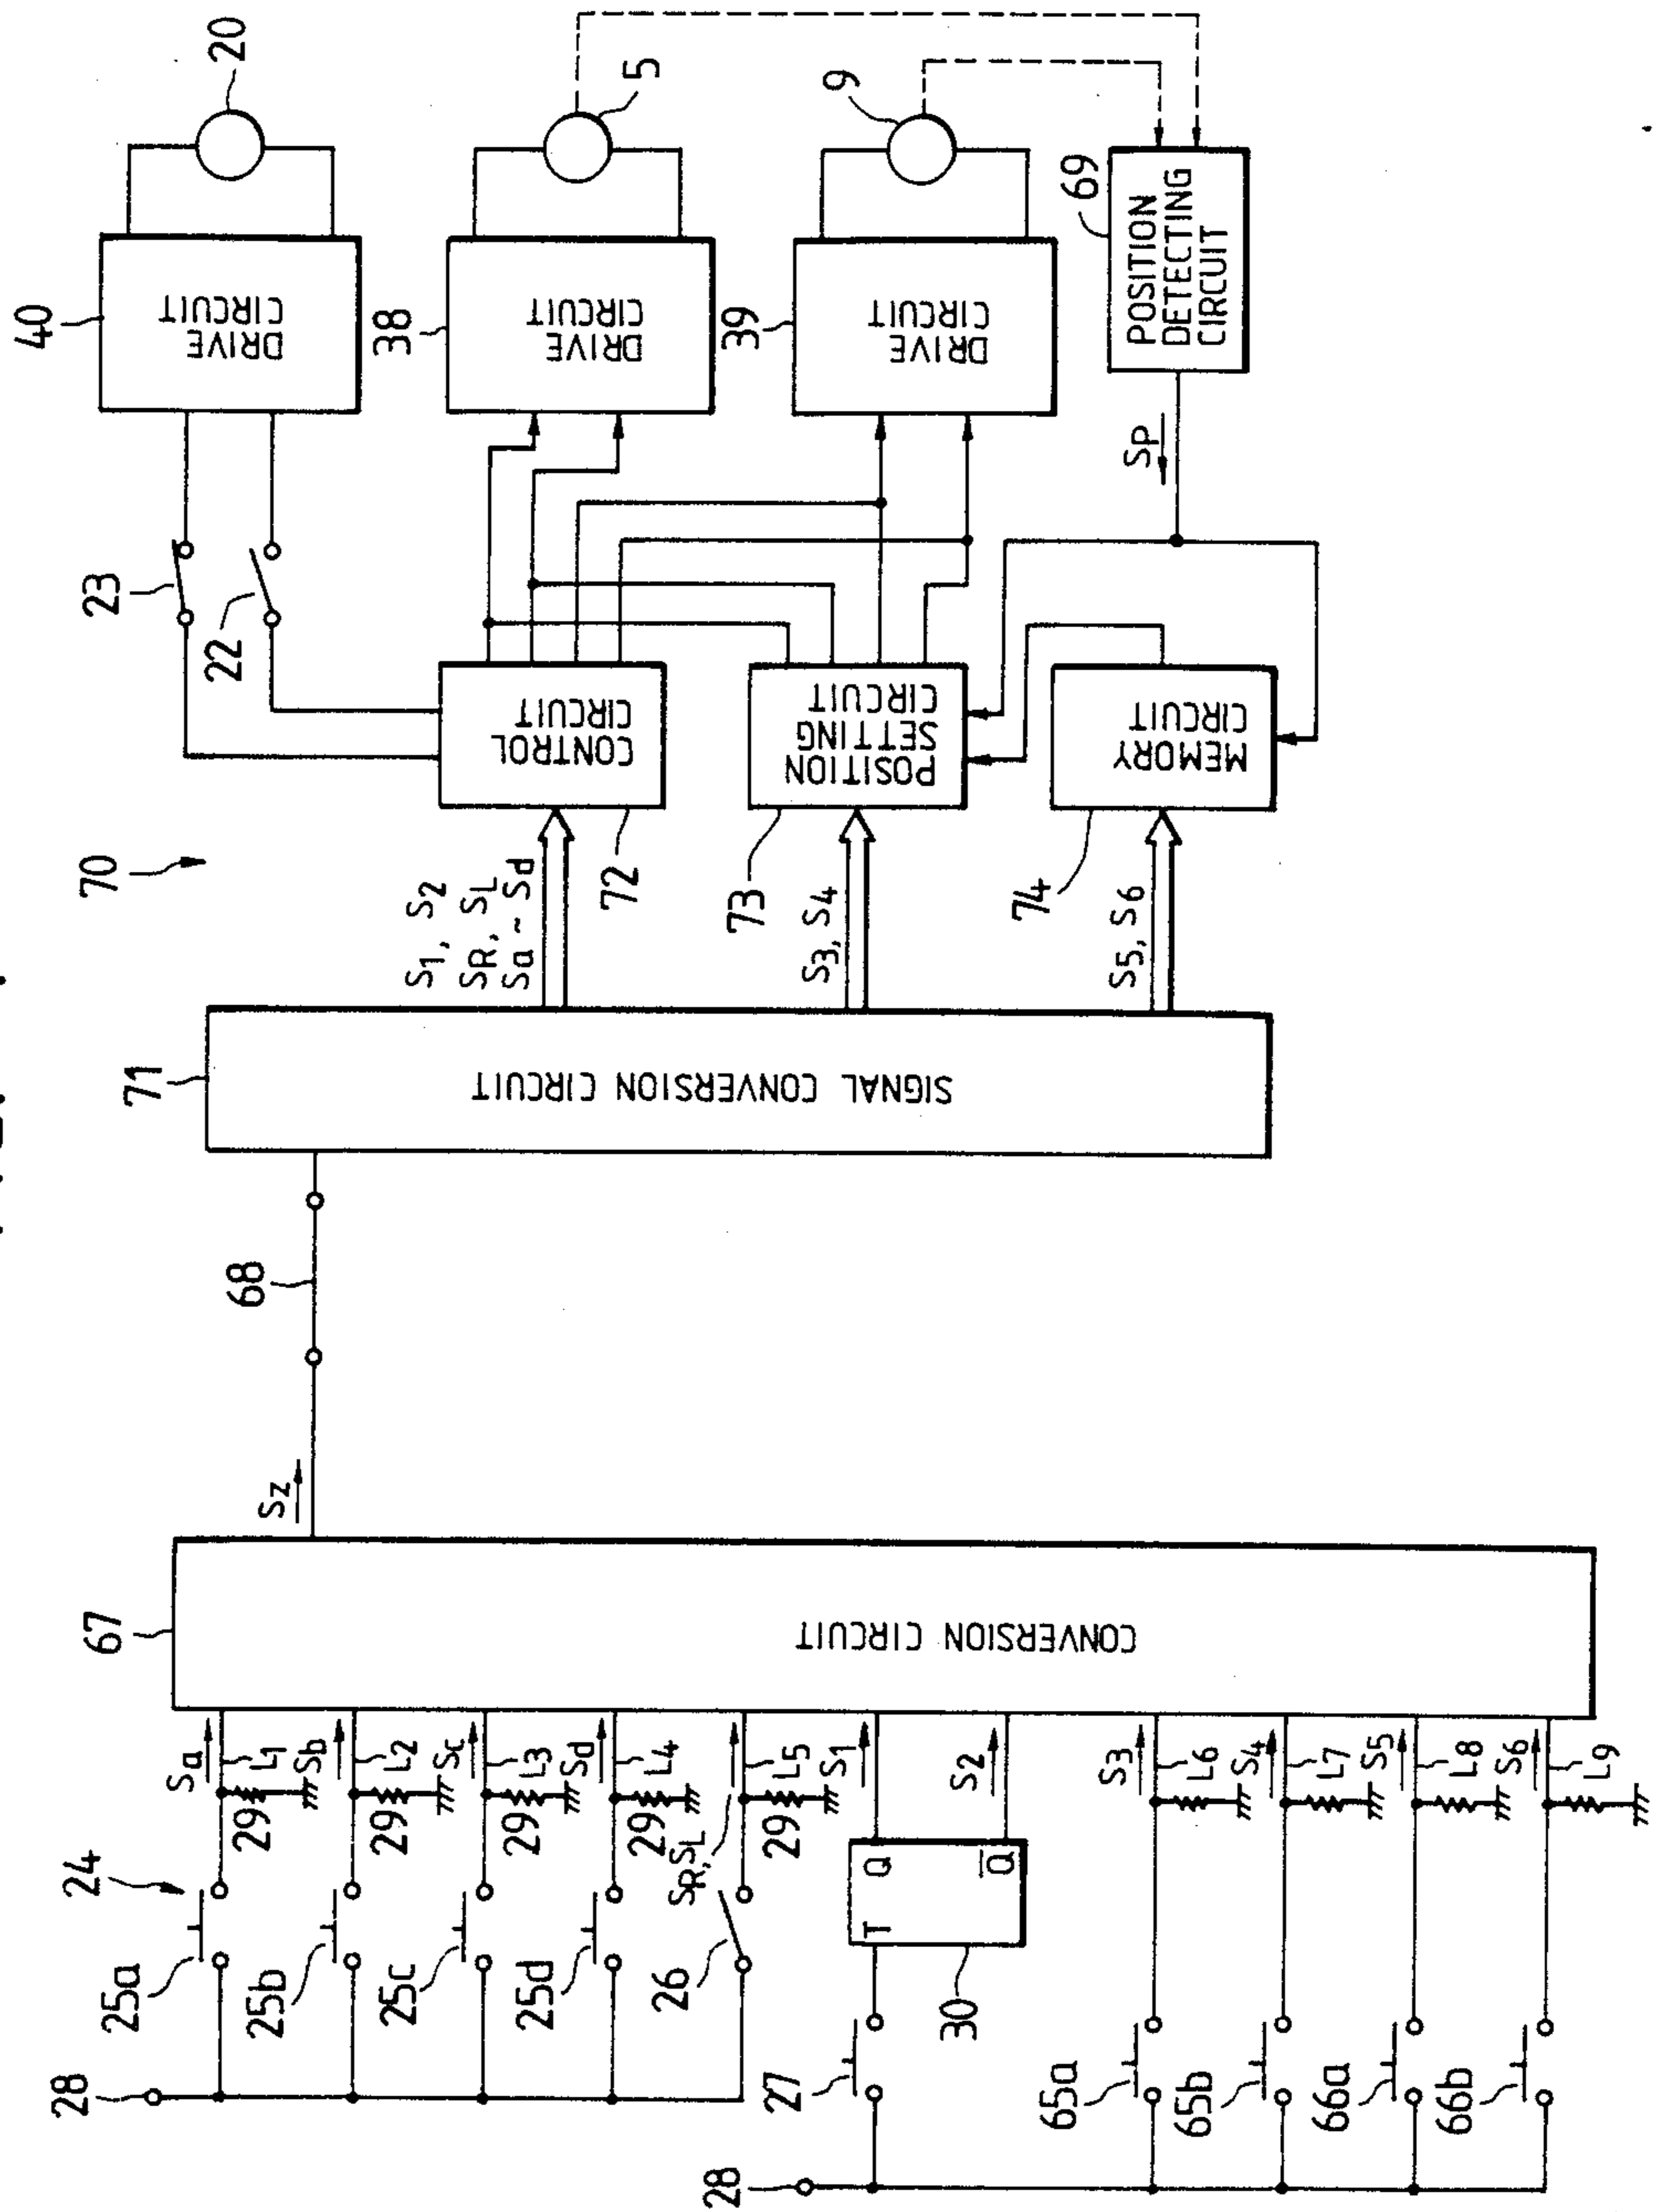 20
5
9
40
DRIVE
CIRCUIT
38
DRIVE
CIRCUIT
39
DRIVE
CIRCUIT
69
POSITION
DETECTING
CIRCUIT
SP
23
22
CONTROL
CIRCUIT
72
POSITION
SETTING
CIRCUIT
73
MEMORY
CIRCUIT
74
70
S1, S2
SR, SL
Sa ~ Sd
S3, S4
S5, S6
71
SIGNAL CONVERSION CIRCUIT
68
Sz
67
CONVERSION CIRCUIT
Sa
L1
Sb
L2
Sc
L3
Sd
L4
SR, SL
L5
S1
S2
S3
L6
S4
L7
S5
L8
S6
L9
29
29
29
29
29
24
25a
25b
25c
25d
26
T
Q
Q̅
30
27
65a
65b
66a
66b
28
28